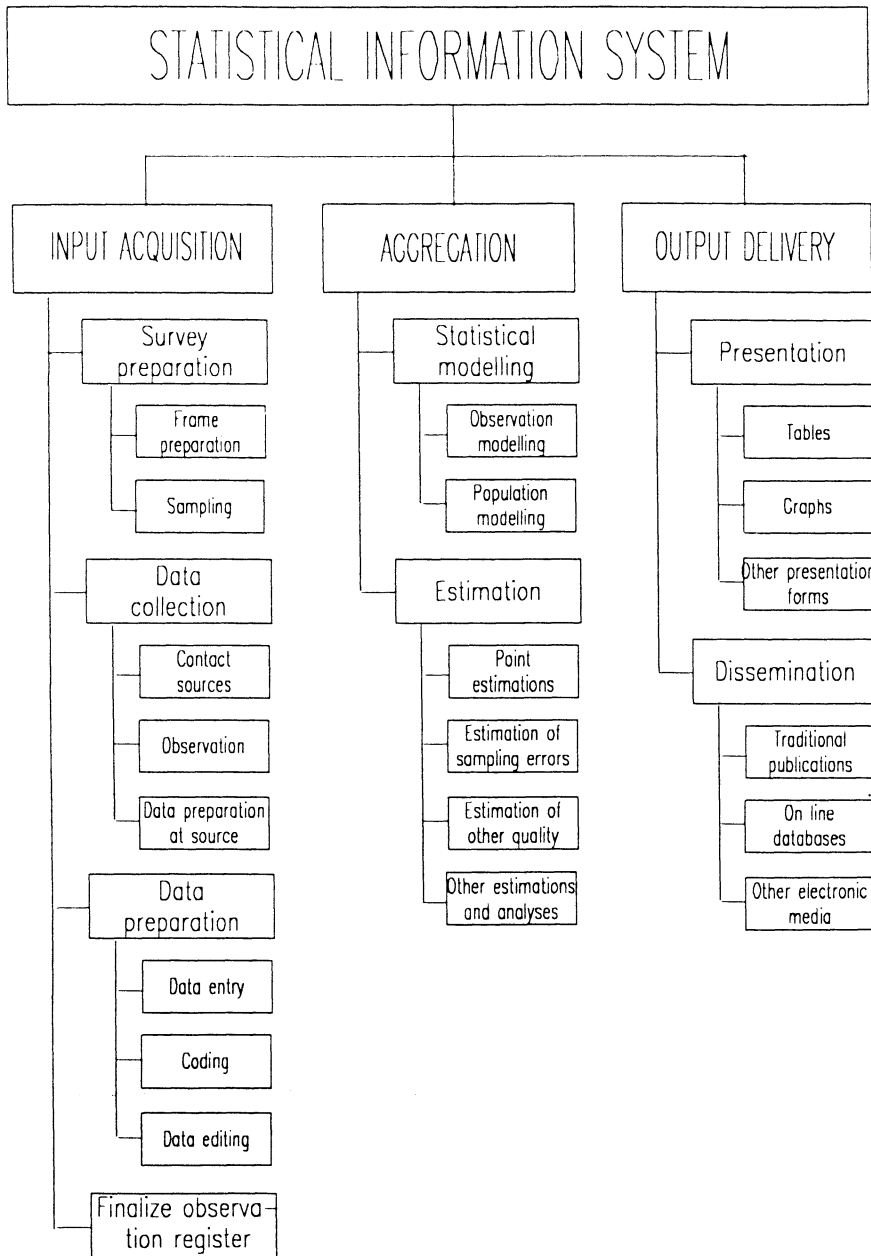 STATISTICAL INFORMATION SYSTEM
INPUT ACQUISITION
Survey
preparation
Frame
preparation
Sampling
Data
collection
Contact
sources
Observation
Data preparation
at source
Data
preparation
Data entry
Coding
Data editing
Finalize observa-
tion register
AGGREGATION
Statistical
modelling
Observation
modelling
Population
modelling
Estimation
Point
estimations
Estimation of
sampling errors
Estimation of
other quality
Other estimations
and analyses
OUTPUT DELIVERY
Presentation
Tables
Graphs
Other presentation
forms
Dissemination
Traditional
publications
On line
databases
Other electronic
media